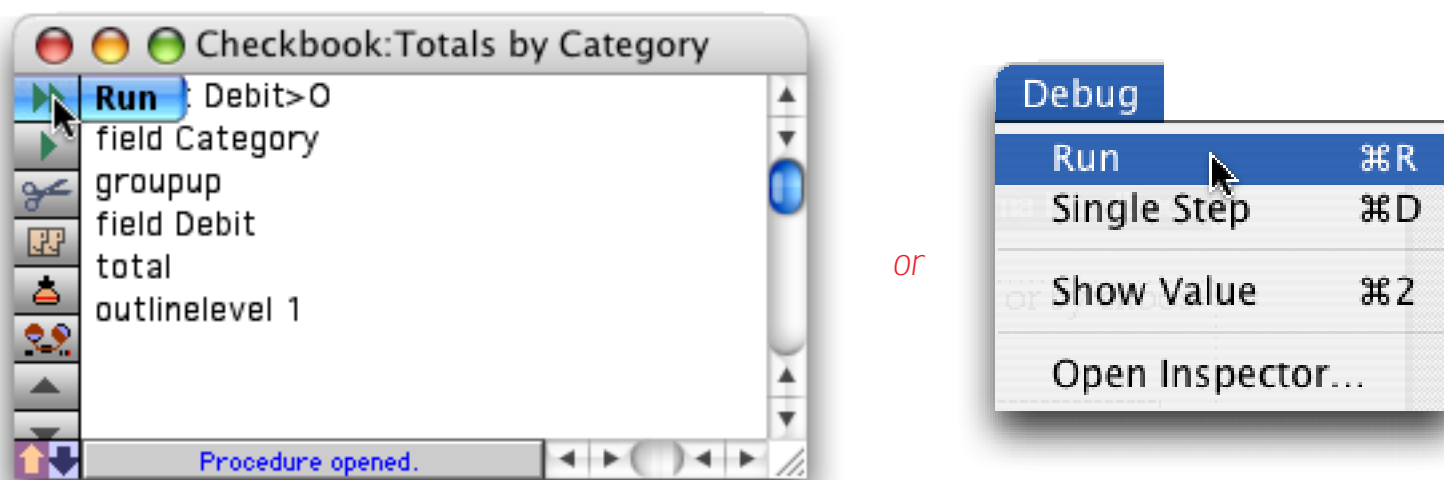 Checkbook:Totals by Category
Run
Debit>0
field Category
groupup
field Debit
total
outlinelevel 1
Procedure opened.
or
Debug
Run ⌘R
Single Step ⌘D
Show Value ⌘2
Open Inspector...